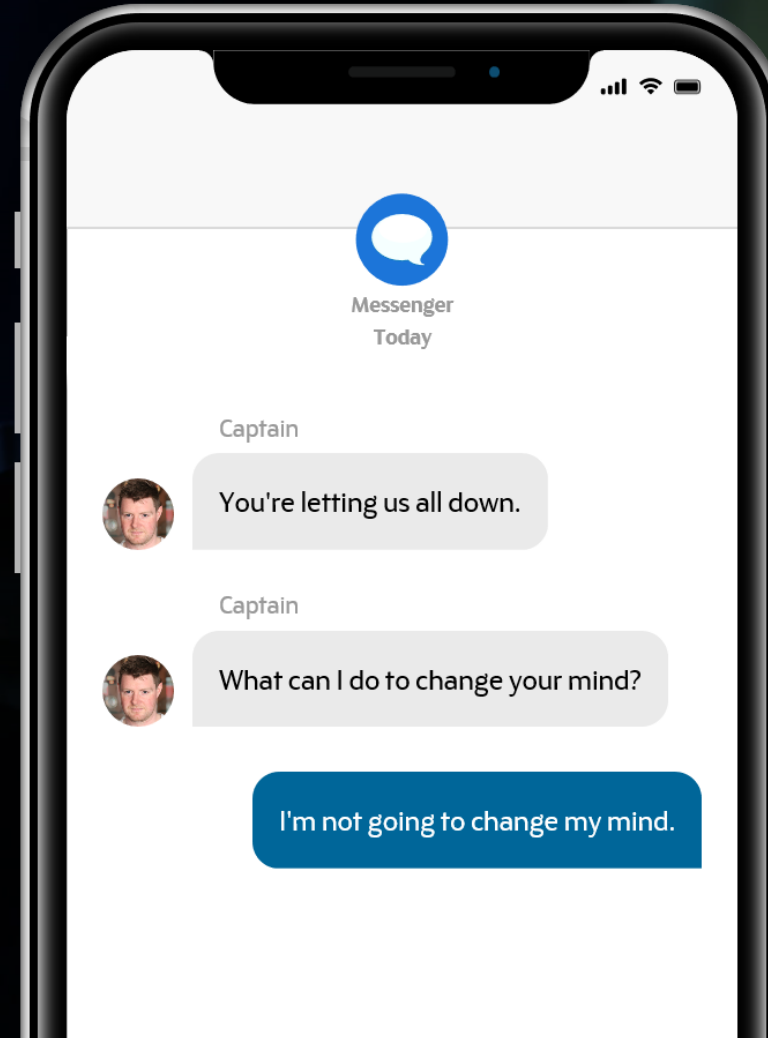 Messenger
Today
Captain
You're letting us all down.
Captain
What can I do to change your mind?
I'm not going to change my mind.